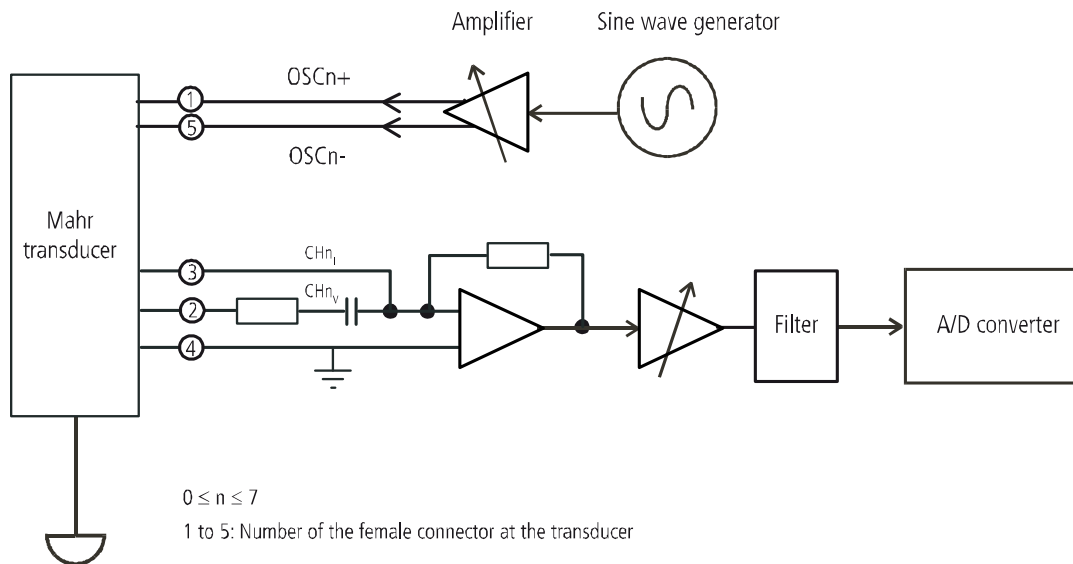 Amplifier
Sine wave generator
OSCn+
1
5
OSCn-
Mahr
transducer
3
CHnᵢ
2
CHnᵥ
4
Filter
A/D converter
0 ≤ n ≤ 7
1 to 5: Number of the female connector at the transducer